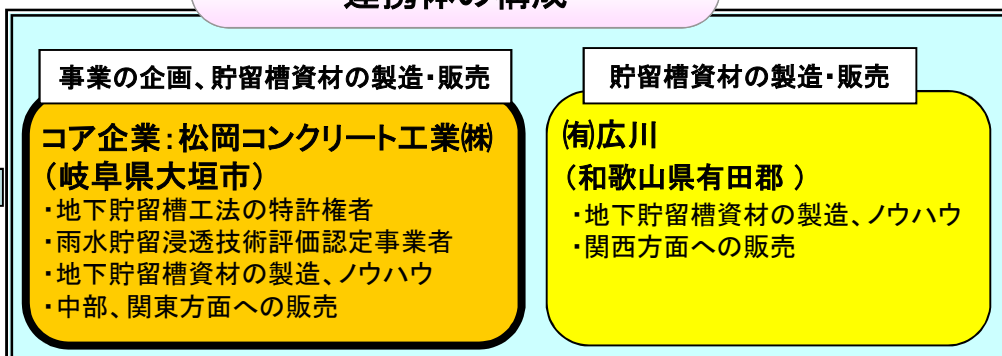 連携体の構成
事業の企画、貯留槽資材の製造・販売
コア企業：松岡コンクリート工業㈱
（岐阜県大垣市）
・地下貯留槽工法の特許権者
・雨水貯留浸透技術評価認定事業者
・地下貯留槽資材の製造、ノウハウ
・中部、関東方面への販売
貯留槽資材の製造・販売
㈲広川
（和歌山県有田郡 ）
・地下貯留槽資材の製造、ノウハウ
・関西方面への販売